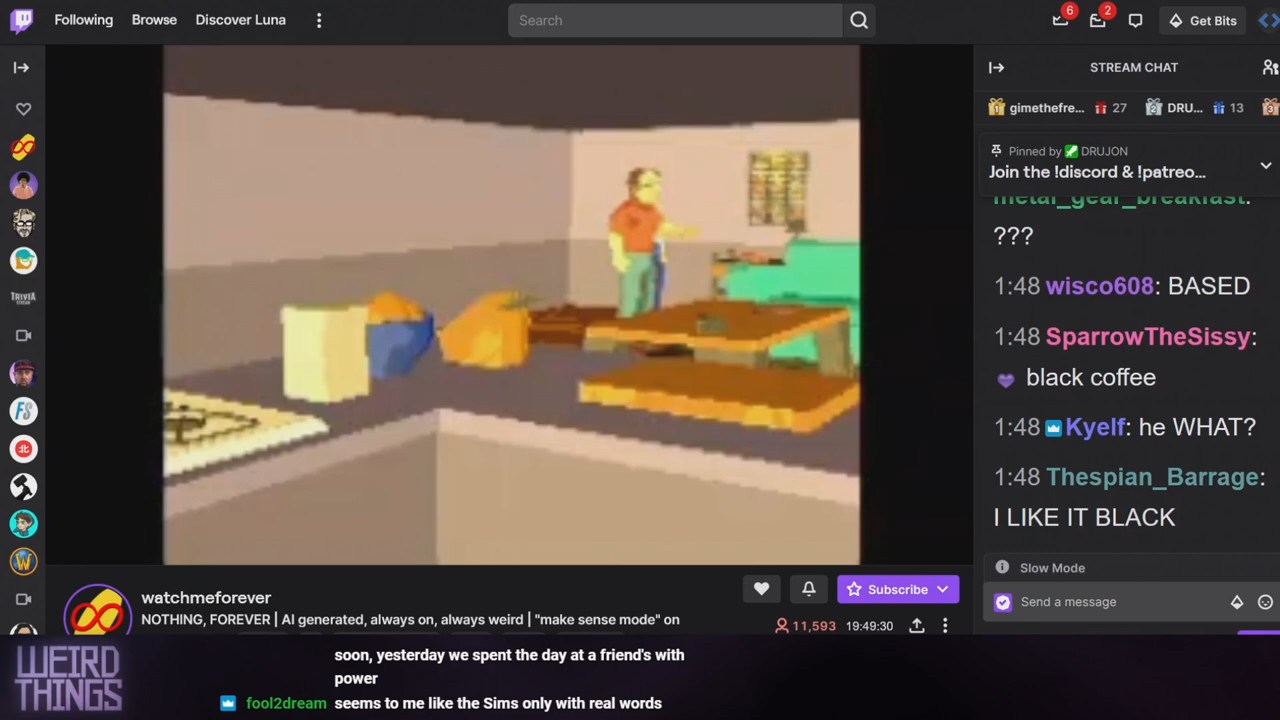 Following Browse Discover Luna
Search
6
2
Get Bits
STREAM CHAT
gimethefre... 27 DRU... 13
Pinned by DRUJON
Join the !discord & !patreo...
metal_gear_breakfast:
???
1:48 wisco608: BASED
1:48 SparrowTheSissy:
black coffee
1:48 Kyelf: he WHAT?
1:48 Thespian_Barrage:
I LIKE IT BLACK
Slow Mode
Send a message
TRIVIA
FS
watchmeforever
Subscribe
NOTHING, FOREVER | AI generated, always on, always weird | "make sense mode" on
11,593 19:49:30
WEIRD
THINGS
soon, yesterday we spent the day at a friend's with
power
fool2dream seems to me like the Sims only with real words